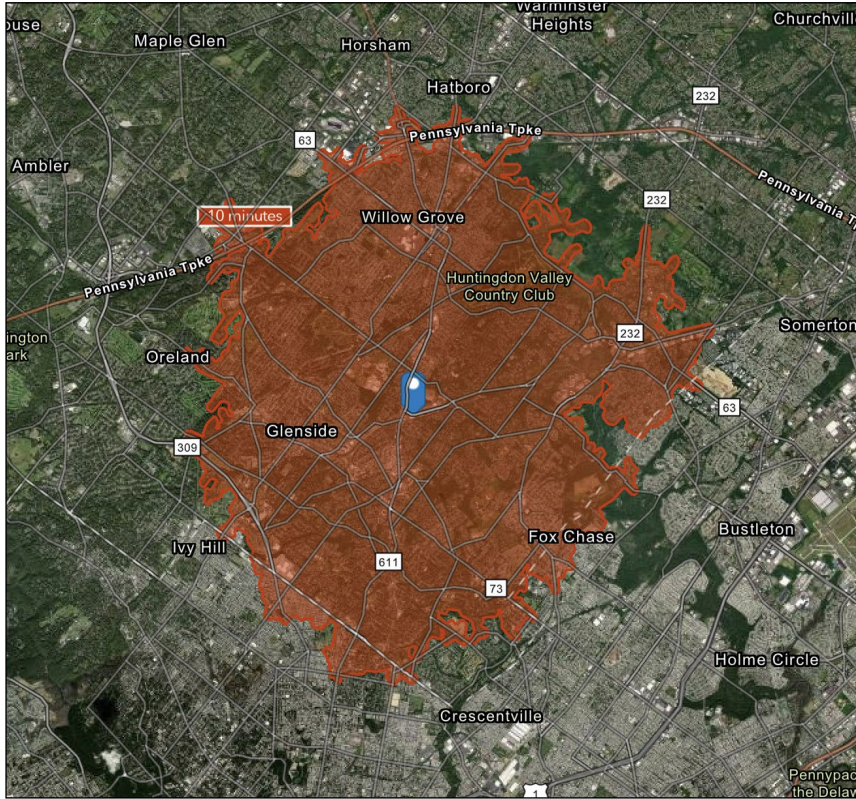 ouse
Maple Glen
Horsham
Warminster
Heights
Churchvill
Hatboro
232
63
Pennsylvania Tpke
Ambler
Pennsylvania Tp
232
10 minutes
Willow Grove
Pennsylvania Tpke
Huntingdon Valley
Country Club
ington
ark
Oreland
232
Somerton
63
Glenside
309
Ivy Hill
Fox Chase
Bustleton
611
73
Holme Circle
Crescentville
Pennypac
the Delaw
1